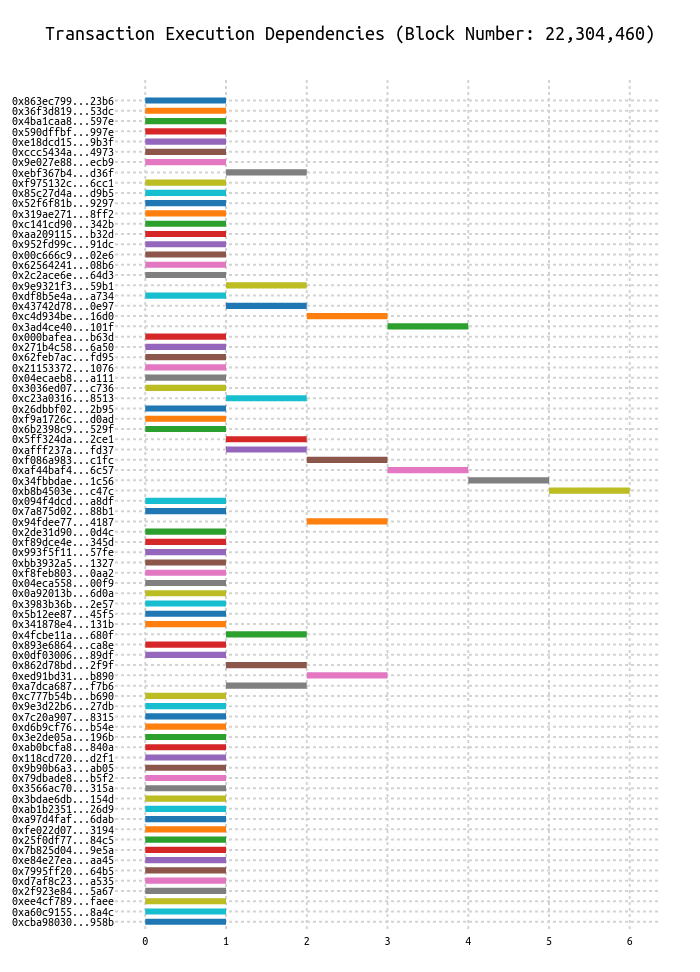 Transaction Execution Dependencies (Block Number: 22,304,460)
0x863ec799...23b6
0x36f3d819...53dc
0x4ba1caa8...597e
0x590dffbf...997e
0xe18dcd15...9b3f
0xccc5434a...4973
0x9e027e88...ecb9
0xebf367b4...d36f
0xf975132c...6cc1
0x85c27d4a...d9b5
0x52f6f81b...9297
0x319ae271...8ff2
0xc141cd90...342b
0xaa209115...b32d
0x952fd99c...91dc
0x00c666c9...02e6
0x62564241...08b6
0x2c2ace6e...64d3
0x9e9321f3...59b1
0xdf8b5e4a...a734
0x43742d78...0e97
0xc4d934be...16d0
0x3ad4ce40...101f
0x000bafea...b63d
0x271b4c58...6a50
0x62feb7ac...fd95
0x21153372...1076
0x04ecaeb8...a111
0x3036ed07...c736
0xc23a0316...8513
0x26dbbf02...2b95
0xf9a1726c...d0ad
0x6b2398c9...529f
0x5ff324da...2ce1
0xafff237a...fd37
0xf086a983...c1fc
0xaf44baf4...6c57
0x34fbbdae...1c56
0xb8b4503e...c47c
0x094f4dcd...a8df
0x7a875d02...88b1
0x94fdee77...4187
0x2de31d90...0d4c
0xf89dce4e...345d
0x993f5f11...57fe
0xbb3932a5...1327
0xf8feb803...0aa2
0x04eca558...00f9
0x0a92013b...6d0a
0x3983b36b...2e57
0x5b12ee87...45f5
0x341878e4...131b
0x4fcbe11a...680f
0x893e6864...ca8e
0x0df03006...89df
0x862d78bd...2f9f
0xed91bd31...b890
0xa7dca687...f7b6
0xc777b54b...b690
0x9e3d22b6...27db
0x7c20a907...8315
0xd6b9cf76...b54e
0x3e2de05a...196b
0xab0bcfa8...840a
0x118cd720...d2f1
0x9b90b6a3...ab05
0x79dbade8...b5f2
0x3566ac70...315a
0x3bdae6db...154d
0xab1b2351...26d9
0xa97d4faf...6dab
0xfe022d07...3194
0x25f0df77...84c5
0x7b825d04...9e5a
0xe84e27ea...aa45
0x7995ff20...64b5
0xd7af8c23...a535
0x2f923e84...5a67
0xee4cf789...faee
0xa60c9155...8a4c
0xcba98030...958b
0 1 2 3 4 5 6